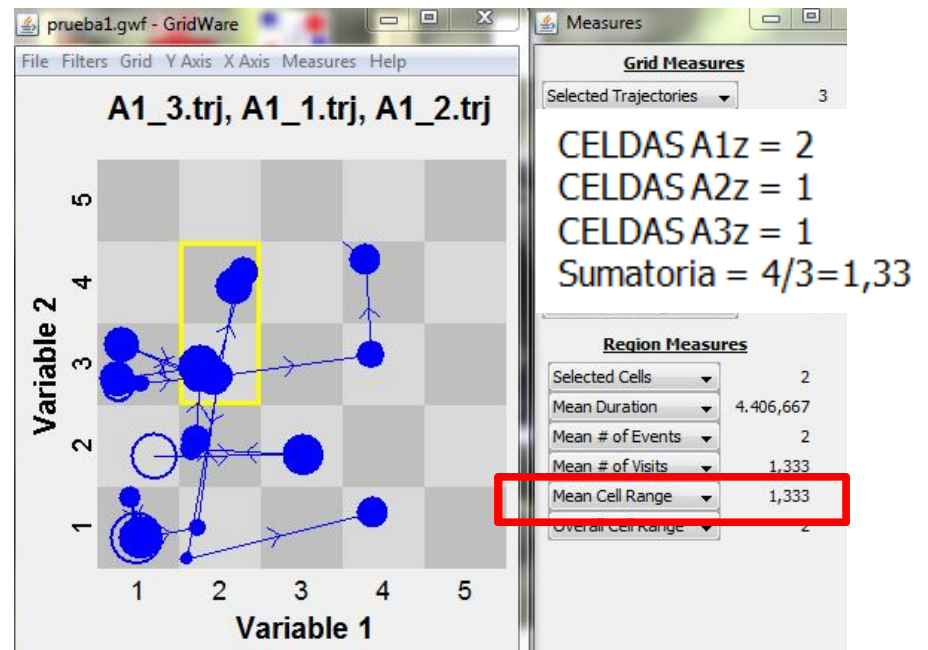 prueba1.gwf - GridWare
File Filters Grid Y Axis X Axis Measures Help
A1_3.trj, A1_1.trj, A1_2.trj
Variable 2
5
4
3
2
1
1 2 3 4 5
Variable 1
Measures
Grid Measures
Selected Trajectories 3
CELDAS A1z = 2
CELDAS A2z = 1
CELDAS A3z = 1
Sumatoria = 4/3=1,33
Region Measures
Selected Cells 2
Mean Duration 4.406,667
Mean # of Events 2
Mean # of Visits 1,333
Mean Cell Range 1,333
Overall Cell Range 2